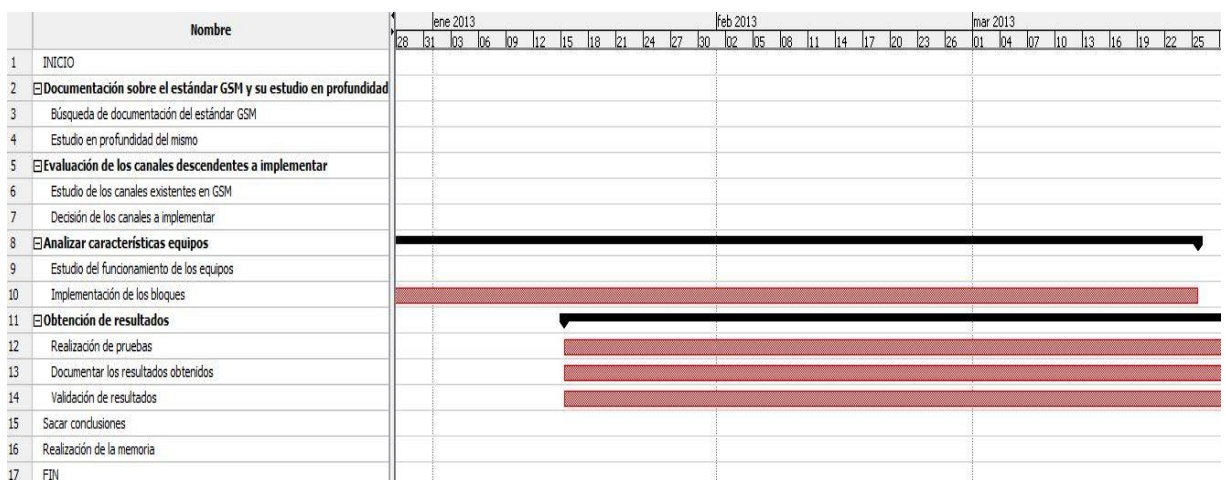 Nombre
ene 2013 feb 2013 mar 2013
28 31 03 06 09 12 15 18 21 24 27 30 02 05 08 11 14 17 20 23 26 01 04 07 10 13 16 19 22 25
1 INICIO
2 Documentación sobre el estándar GSM y su estudio en profundidad
3 Búsqueda de documentación del estándar GSM
4 Estudio en profundidad del mismo
5 Evaluación de los canales descendentes a implementar
6 Estudio de los canales existentes en GSM
7 Decisión de los canales a implementar
8 Analizar características equipos
9 Estudio del funcionamiento de los equipos
10 Implementación de los bloques
11 Obtención de resultados
12 Realización de pruebas
13 Documentar los resultados obtenidos
14 Validación de resultados
15 Sacar conclusiones
16 Realización de la memoria
17 FIN